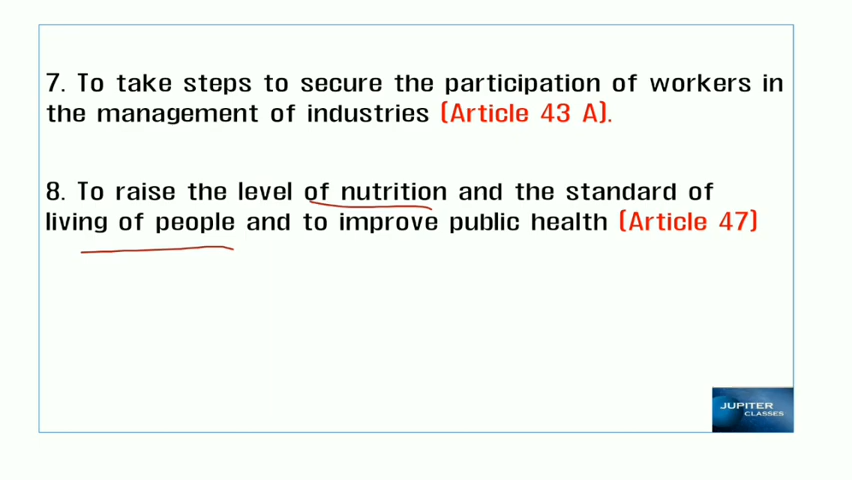 7. To take steps to secure the participation of workers in
the management of industries (Article 43 A).
8. To raise the level of nutrition and the standard of
living of people and to improve public health (Article 47)
JUPITER
CLASSES